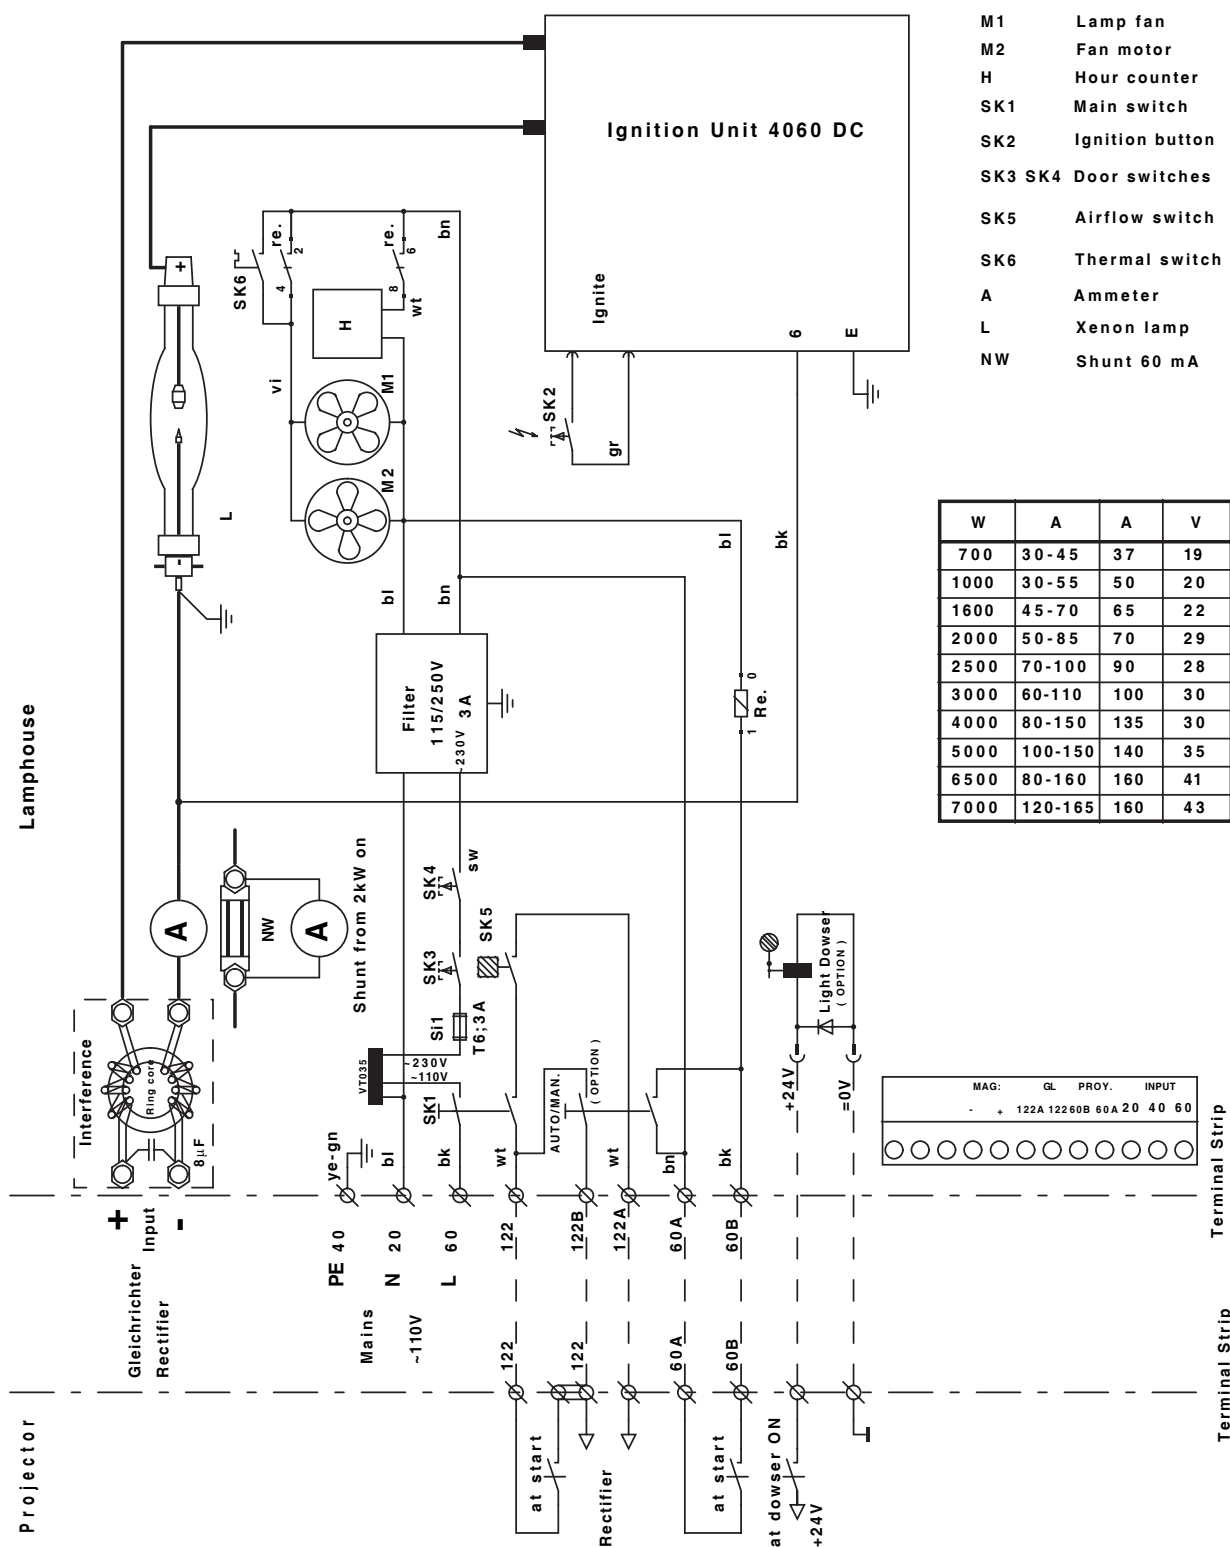 M1 Lamp fan
M2 Fan motor
H Hour counter
SK1 Main switch
SK2 Ignition button
SK3 SK4 Door switches
SK5 Airflow switch
SK6 Thermal switch
A Ammeter
L Xenon lamp
NW Shunt 60 mA
Ignition Unit 4060 DC
Ignite
6
E
SK2
gr
re.
2
4
SK6
re.
6
8
wt
bn
H
vi
M1
M2
+
-
L
bl
bn
bl
bk
W A A V
700 30-45 37 19
1000 30-55 50 20
1600 45-70 65 22
2000 50-85 70 29
2500 70-100 90 28
3000 60-110 100 30
4000 80-150 135 30
5000 100-150 140 35
6500 80-160 160 41
7000 120-165 160 43
Filter
115/250V
~230V 3A
0
Re.
1
Lamphouse
A
NW
A
Shunt from 2kW on
SK4
sw
SK3
SK5
Si1
T6;3A
VT035
~230V
~110V
SK1
AUTO/MAN.
( OPTION )
Light Dowser
( OPTION )
+24V
=0V
Interference
Ring core
8µF
ye-gn
bl
bk
wt
wt
bn
bk
MAG: GL PROY. INPUT
- + 122A 122 60B 60A 20 40 60
Terminal Strip
+
Input
-
Gleichrichter
Rectifier
PE 40
N 20
L 60
Mains
~110V
122
122B
122A
60A
60B
122
122
60A
60B
Terminal Strip
Projector
at start
Rectifier
at start
at dowser ON
+24V